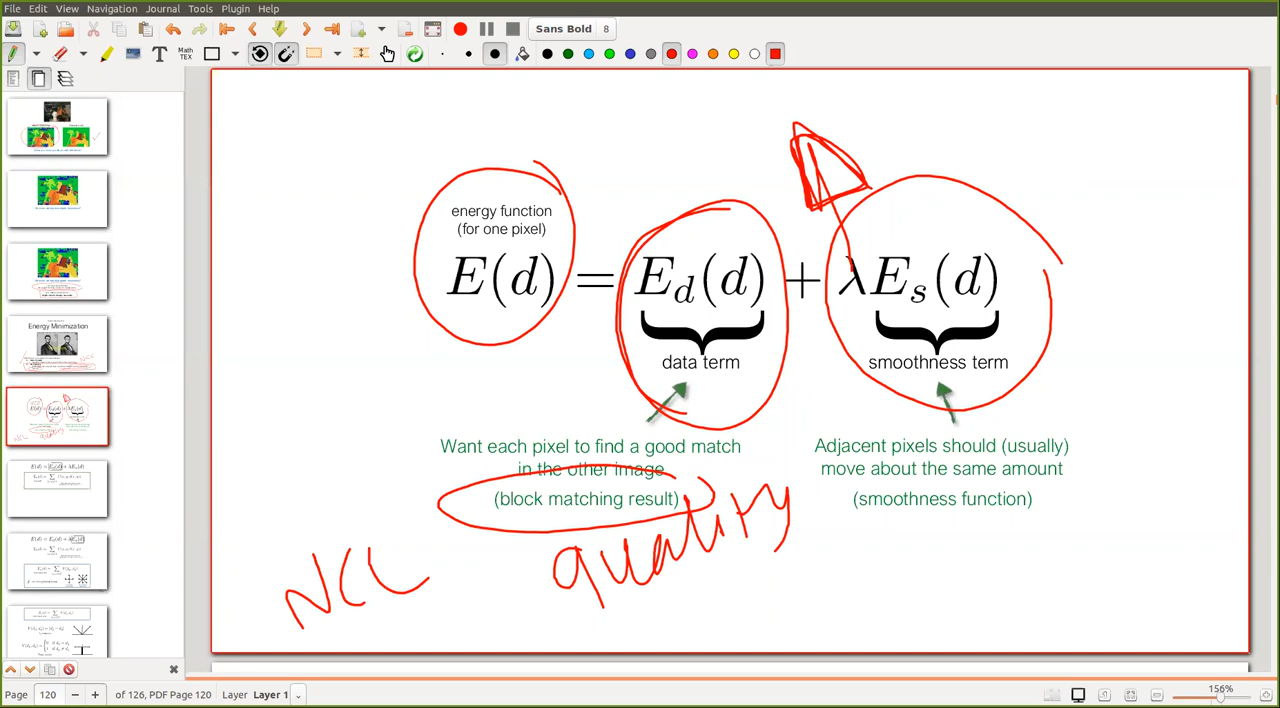 File Edit View Navigation Journal Tools Plugin Help
Sans Bold 8
Math TEX
energy function
(for one pixel)
E(d) = E_d(d) + λE_s(d)
data term
smoothness term
Want each pixel to find a good match
in the other image
(block matching result)
Adjacent pixels should (usually)
move about the same amount
(smoothness function)
quality
NCC
Energy Minimization
Page 120 of 126, PDF Page 120 Layer Layer 1
156%